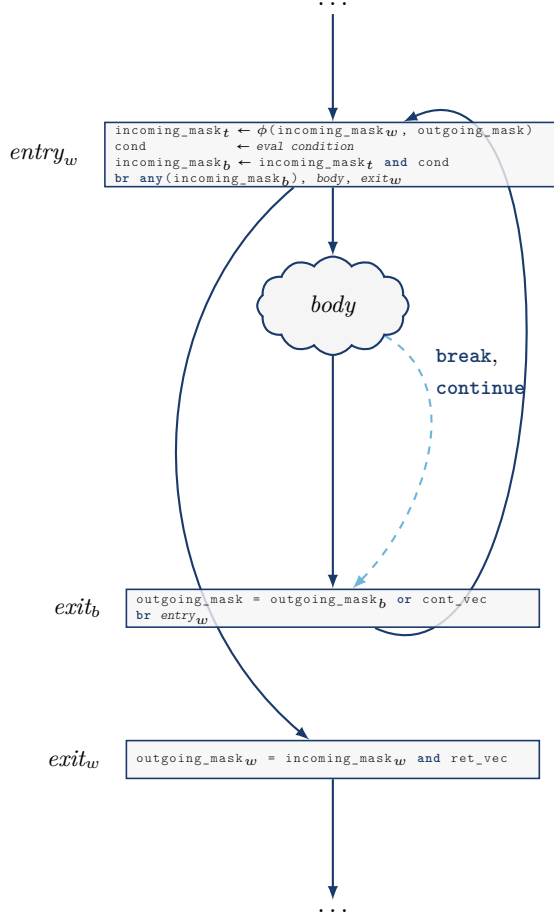 ...
entry_w
incoming_mask_t ← ϕ(incoming_mask_w, outgoing_mask)
cond ← eval condition
incoming_mask_b ← incoming_mask_t and cond
br any(incoming_mask_b), body, exit_w
body
break,
continue
exit_b
outgoing_mask = outgoing_mask_b or cont_vec
br entry_w
exit_w
outgoing_mask_w = incoming_mask_w and ret_vec
...